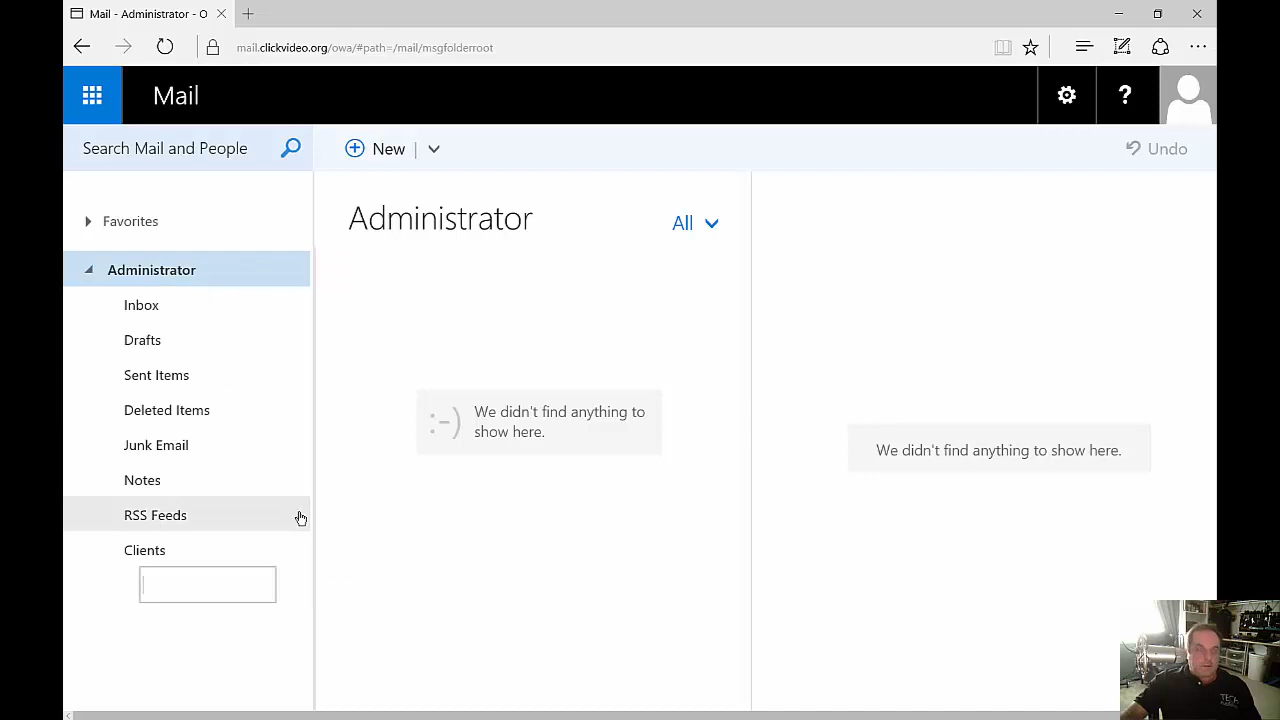 Mail - Administrator - O
mail.clickvideo.org/owa/#path=/mail/msgfolderroot
Mail
?
Search Mail and People
New
Undo
Favorites
Administrator
Inbox
Drafts
Sent Items
Deleted Items
Junk Email
Notes
RSS Feeds
Clients
Administrator
All
:-)
We didn't find anything to
show here.
We didn't find anything to show here.
TECH